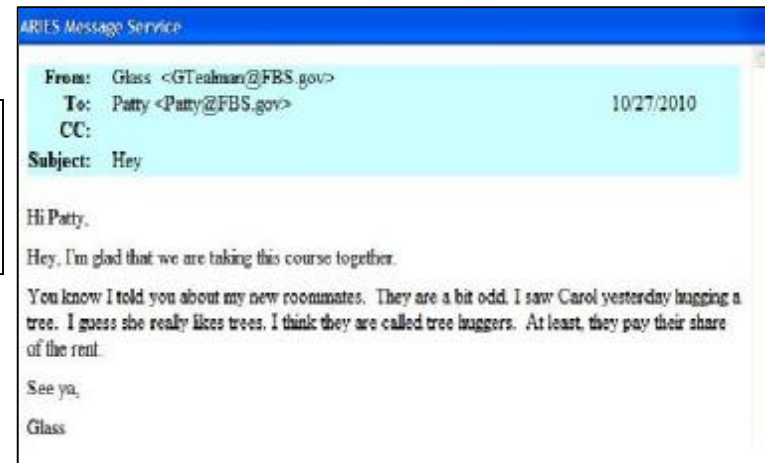 ARIES Message Service
From: Glass <GTealman@FBS.gov>
To: Patty <Patty@FBS.gov> 10/27/2010
CC:
Subject: Hey
Hi Patty,
Hey, I'm glad that we are taking this course together.
You know I told you about my new roommates. They are a bit odd. I saw Carol yesterday hugging a
tree. I guess she really likes trees. I think they are called tree huggers. At least, they pay their share
of the rent.
See ya,
Glass